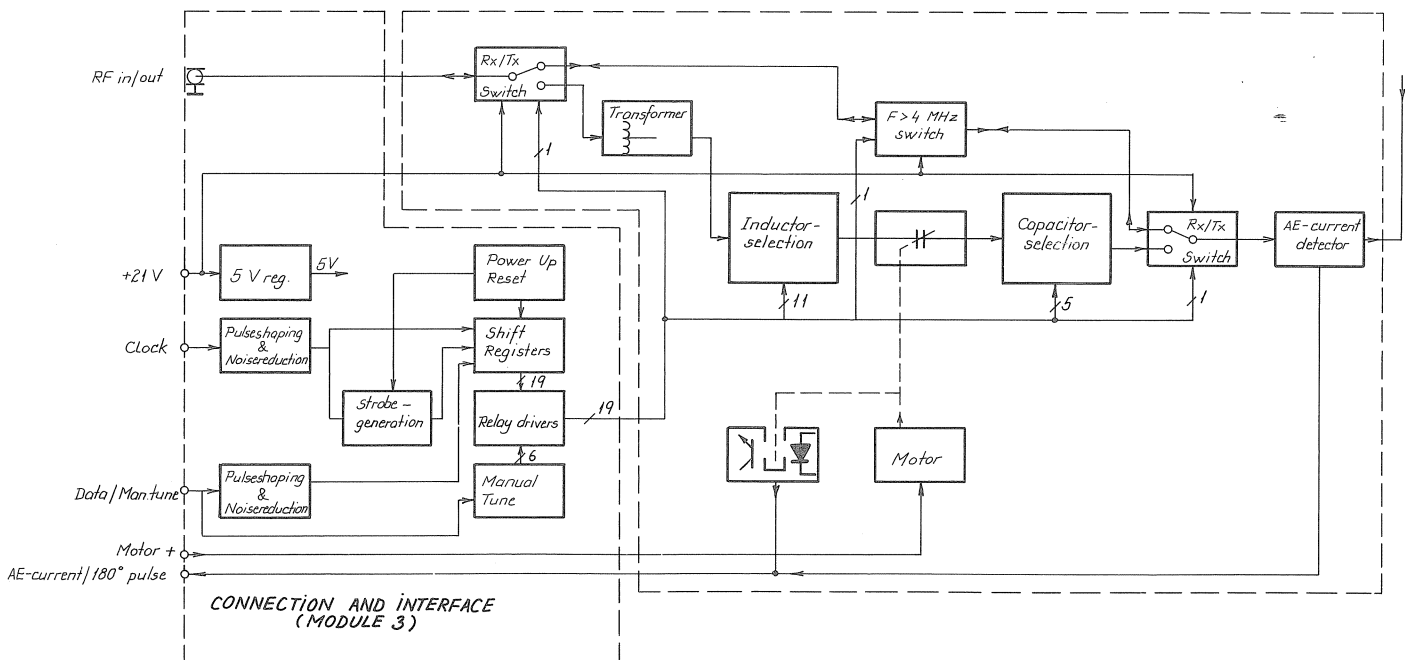 RF in/out
Rx/Tx
Switch
Transformer
F > 4 MHz
switch
1
1
Inductor-
selection
Capacitor-
selection
Rx/Tx
Switch
AE-current
detector
+21 V
5 V reg.
5V
Power Up
Reset
11
5
1
Clock
Pulseshaping
&
Noisereduction
Shift
Registers
19
Strobe-
generation
Relay drivers
19
6
Data/Man.tune
Pulseshaping
&
Noisereduction
Manual
Tune
Motor
Motor +
AE-current/180° pulse
CONNECTION AND INTERFACE
(MODULE 3)